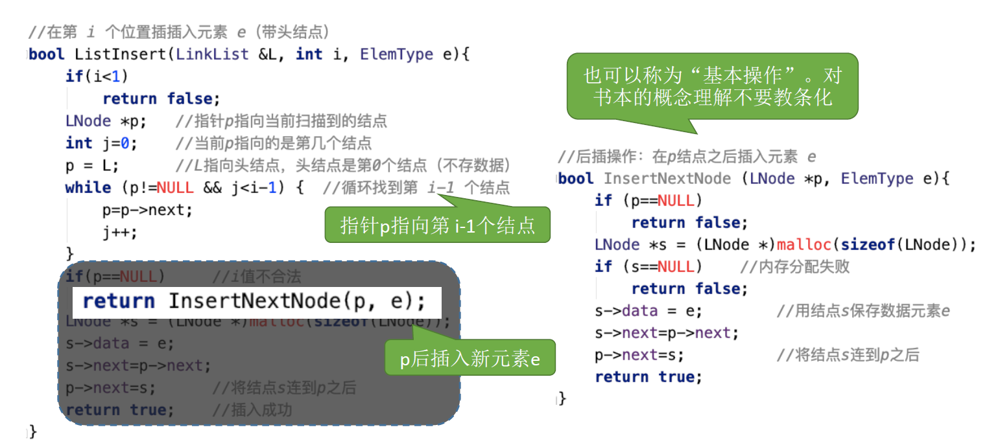 //在第 i 个位置插插入元素 e（带头结点）
bool ListInsert(LinkList &L, int i, ElemType e){
if(i<1)
return false;
LNode *p; //指针p指向当前扫描到的结点
int j=0; //当前p指向的是第几个结点
p = L; //L指向头结点，头结点是第0个结点（不存数据）
while (p!=NULL && j<i-1) { //循环找到第 i-1 个结点
p=p->next;
j++;
}
指针p指向第 i-1个结点
if(p==NULL) //i值不合法
return InsertNextNode(p, e);
LNode *s = (LNode *)malloc(sizeof(LNode));
s->data = e;
s->next=p->next;
p->next=s; //将结点s连到p之后
return true; //插入成功
}
p后插入新元素e
也可以称为“基本操作”。对
书本的概念理解不要教条化
//后插操作：在p结点之后插入元素 e
bool InsertNextNode (LNode *p, ElemType e){
if (p==NULL)
return false;
LNode *s = (LNode *)malloc(sizeof(LNode));
if (s==NULL) //内存分配失败
return false;
s->data = e; //用结点s保存数据元素e
s->next=p->next;
p->next=s; //将结点s连到p之后
return true;
}